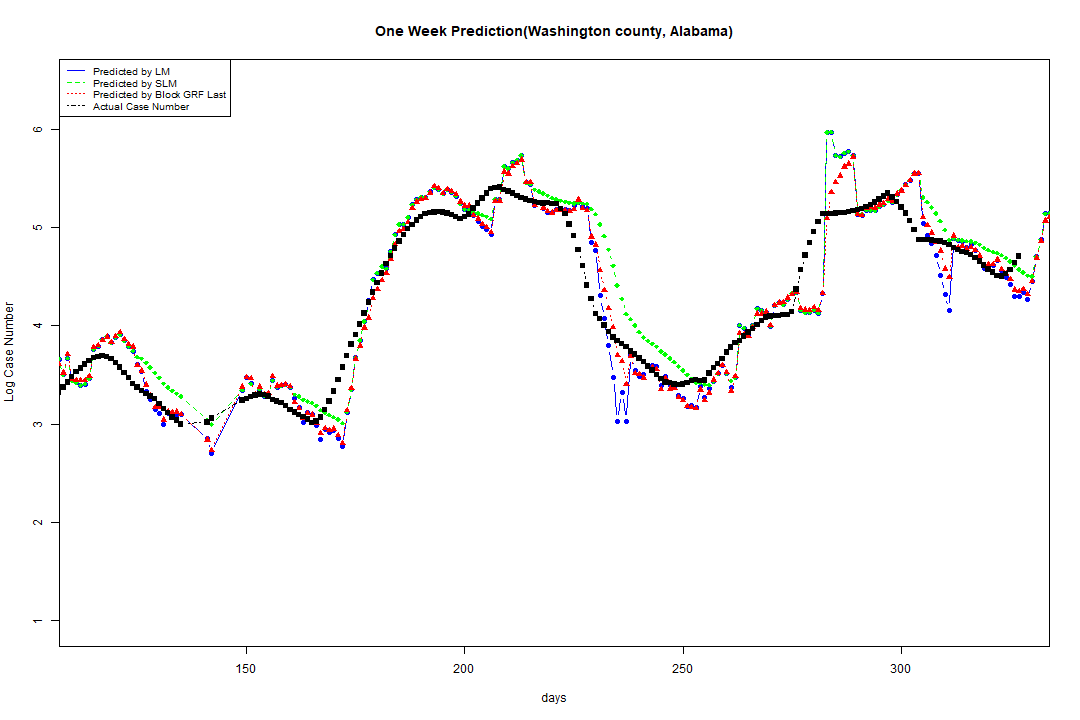 One Week Prediction(Washington county, Alabama)
Predicted by LM
Predicted by SLM
Predicted by Block GRF Last
Actual Case Number
6
5
4
3
2
1
Log Case Number
150 200 250 300
days